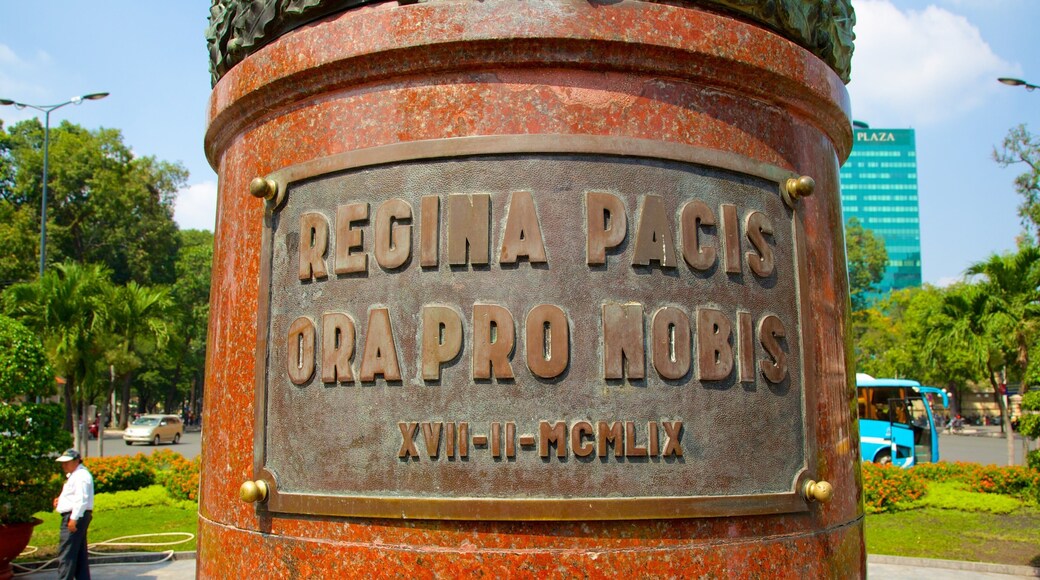 PLAZA
REGINA PACIS
ORA PRO NOBIS
XVII-II-MCMLIX